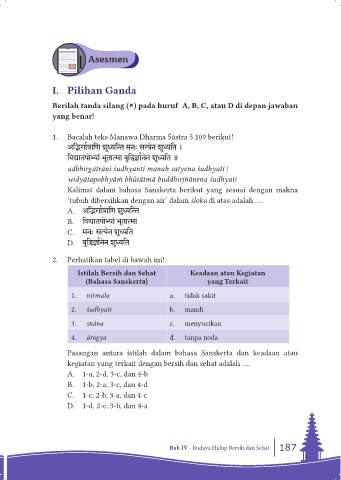 Asesmen
I. Pilihan Ganda
Berilah tanda silang (×) pada huruf A, B, C, atau D di depan jawaban
yang benar!
1. Bacalah teks Manawa Dharma Śāstra 5.109 berikut!
अद्भिर्गात्राणि शुध्यन्ति मनः सत्येन शुध्यति ।
विद्यातपोभ्यां भूतात्मा बुद्धिर्ज्ञानेन शुध्यति ॥
adbhirgātrāṇi śudhyanti manaḥ satyena śudhyati |
widyātapobhyāṁ bhūtātmā buddhirjñānena śudhyati
Kalimat dalam bahasa Sanskerta berikut yang sesuai dengan makna
‘tubuh dibersihkan dengan air’ dalam śloka di atas adalah ....
A. अद्भिर्गात्राणि शुध्यन्ति
B. विद्यातपोभ्यां भूतात्मा
C. मनः सत्येन शुध्यति
D. बुद्धिर्ज्ञानेन शुध्यति
2. Perhatikan tabel di bawah ini!
Istilah Bersih dan Sehat (Bahasa Sanskerta) Keadaan atau Kegiatan yang Terkait
1. nirmala a. tidak sakit
2. śudhyati b. mandi
3. snāna c. menyucikan
4. ārogya d. tanpa noda
Pasangan antara istilah dalam bahasa Sanskerta dan keadaan atau
kegiatan yang terkait dengan bersih dan sehat adalah ....
A. 1-a, 2-d, 3-c, dan 4-b
B. 1-b, 2-a, 3-c, dan 4-d
C. 1-c, 2-b, 3-a, dan 4-c
D. 1-d, 2-c, 3-b, dan 4-a
Bab IV - Budaya Hidup Bersih dan Sehat 187